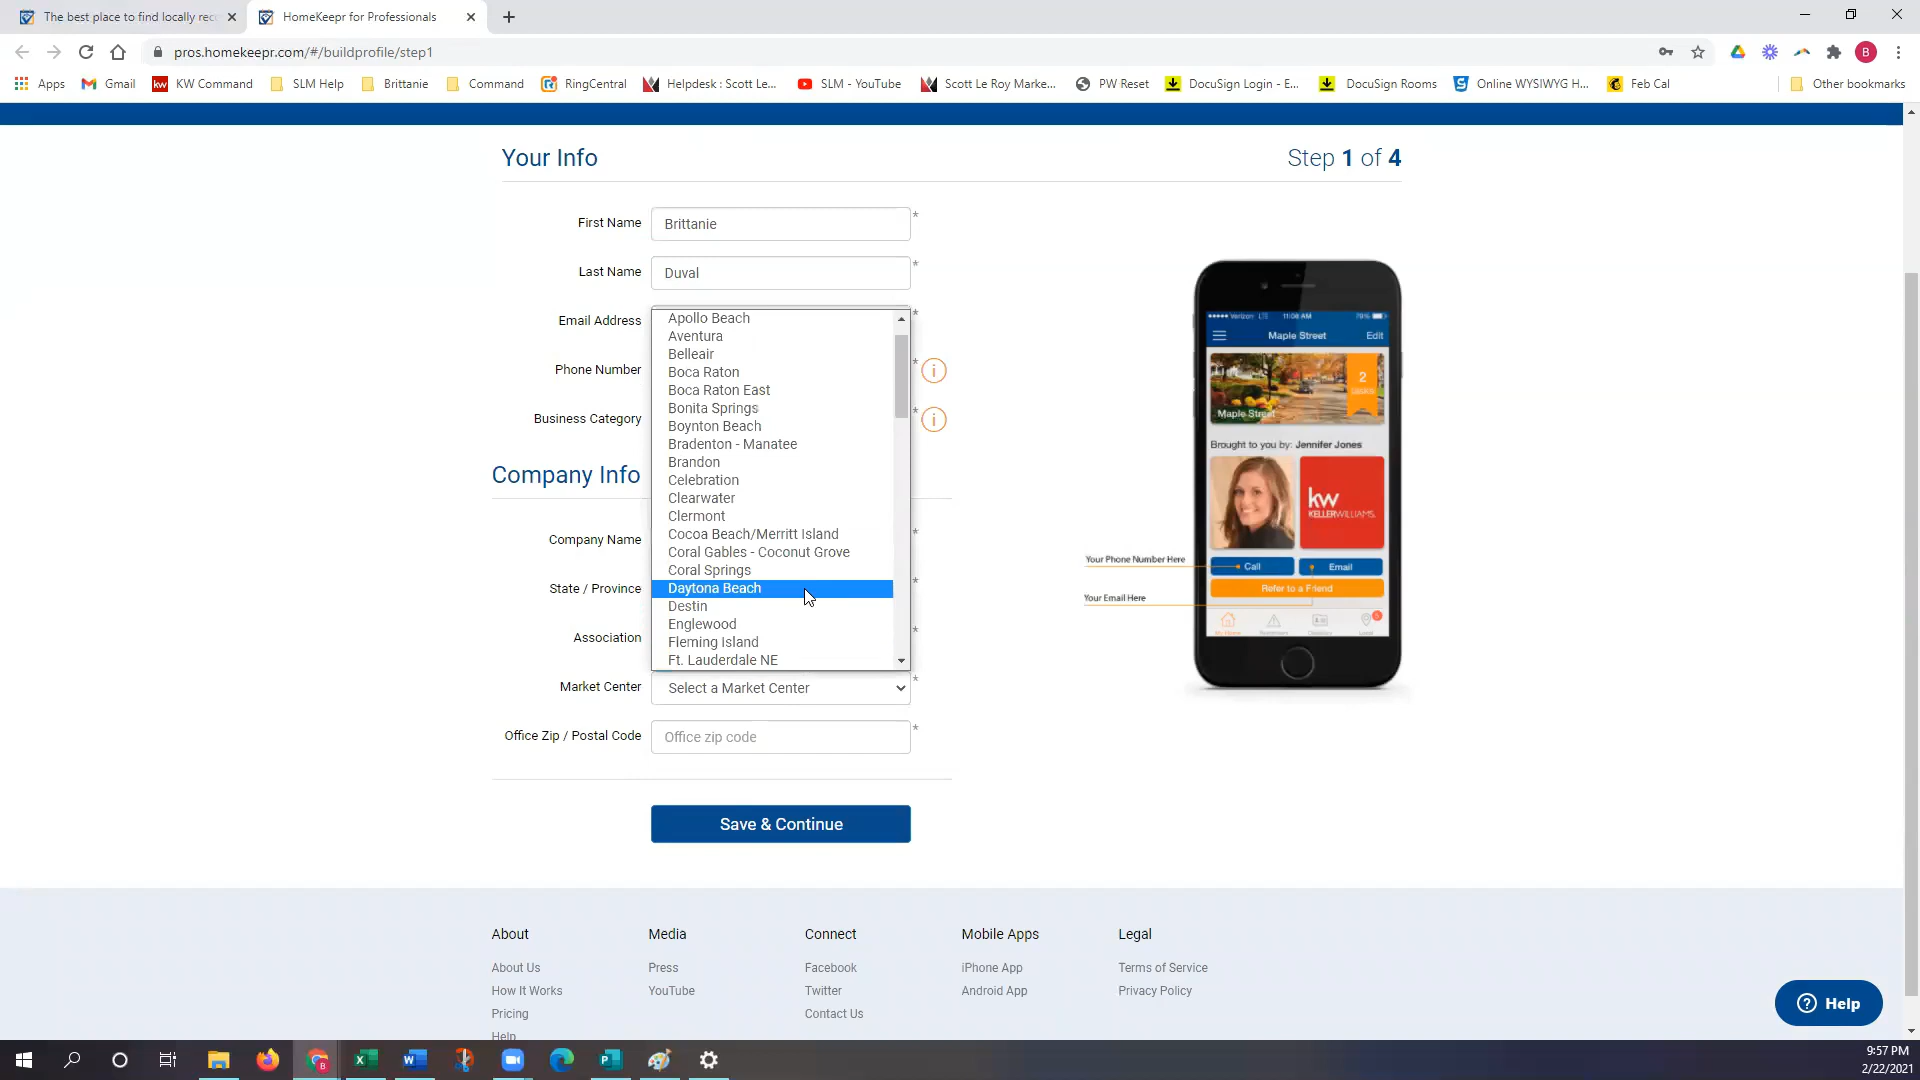 The best place to find locally rec
HomeKeepr for Professionals
pros.homekeepr.com/#/buildprofile/step1
B
Apps
Gmail
kw KW Command
SLM Help
Brittanie
Command
RingCentral
Helpdesk : Scott Le...
SLM - YouTube
Scott Le Roy Marke...
PW Reset
DocuSign Login - E...
DocuSign Rooms
Online WYSIWYG H...
Feb Cal
Other bookmarks
Your Info
Step 1 of 4
First Name
Brittanie
*
Last Name
Duval
*
Email Address
*
Phone Number
*
i
Business Category
*
i
Apollo Beach
Aventura
Belleair
Boca Raton
Boca Raton East
Bonita Springs
Boynton Beach
Bradenton - Manatee
Brandon
Celebration
Clearwater
Clermont
Cocoa Beach/Merritt Island
Coral Gables - Coconut Grove
Coral Springs
Daytona Beach
Destin
Englewood
Fleming Island
Ft. Lauderdale NE
Company Info
Company Name
*
State / Province
*
Association
*
Market Center
Select a Market Center
*
Office Zip / Postal Code
Office zip code
*
Save & Continue
Verizon LTE
11:08 AM
79%
Maple Street
Edit
2
Maple Street
Brought to you by: Jennifer Jones
kw
KELLERWILLIAMS.
Your Phone Number Here
Call
Email
Your Email Here
Refer to a Friend
About
About Us
How It Works
Pricing
Help
Media
Press
YouTube
Connect
Facebook
Twitter
Contact Us
Mobile Apps
iPhone App
Android App
Legal
Terms of Service
Privacy Policy
? Help
9:57 PM
2/22/2021